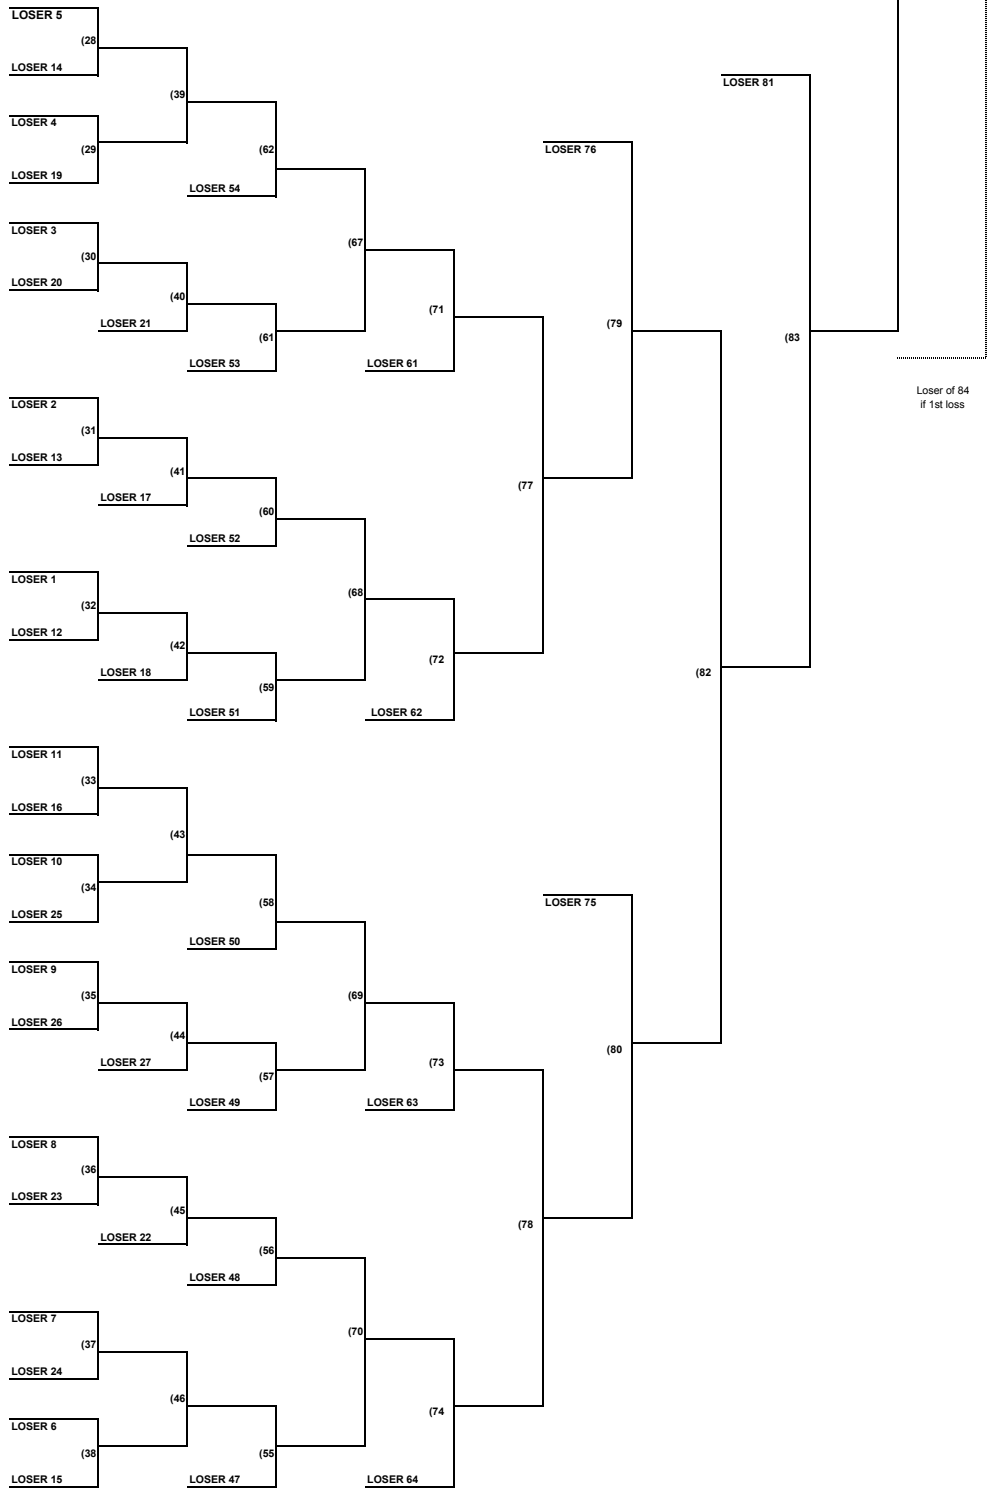 LOSER 5
(28
LOSER 14
LOSER 81
(39
LOSER 4
(29
(62
LOSER 76
LOSER 19
LOSER 54
LOSER 3
(67
(30
LOSER 20
(40
(71
LOSER 21
(79
(61
(83
LOSER 53
LOSER 61
Loser of 84
if 1st loss
LOSER 2
(31
LOSER 13
(41
(77
LOSER 17
(60
LOSER 52
LOSER 1
(68
(32
LOSER 12
(42
(72
LOSER 18
(82
(59
LOSER 51
LOSER 62
LOSER 11
(33
LOSER 16
(43
LOSER 10
(34
(58
LOSER 75
LOSER 25
LOSER 50
LOSER 9
(35
(69
LOSER 26
(44
(80
LOSER 27
(73
(57
LOSER 49
LOSER 63
LOSER 8
(36
LOSER 23
(45
(78
LOSER 22
(56
LOSER 48
LOSER 7
(70
(37
LOSER 24
(46
(74
LOSER 6
(38
(55
LOSER 15
LOSER 47
LOSER 64